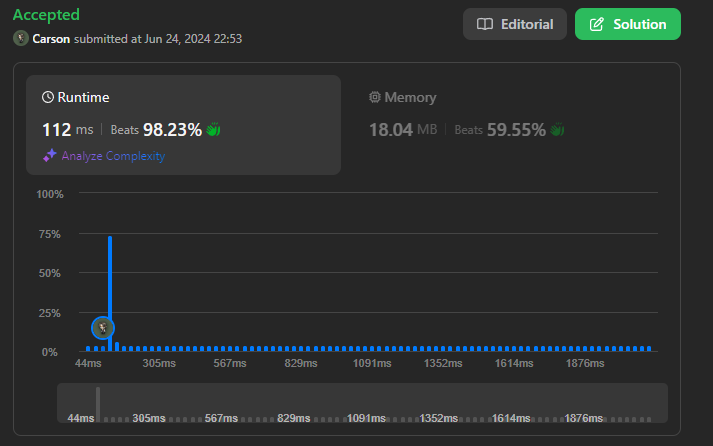 Accepted
Editorial
Solution
Carson submitted at Jun 24, 2024 22:53
Runtime
Memory
112 ms | Beats 98.23%
18.04 MB | Beats 59.55%
Analyze Complexity
100%
75%
50%
25%
0%
44ms 305ms 567ms 829ms 1091ms 1352ms 1614ms 1876ms
44ms 305ms 567ms 829ms 1091ms 1352ms 1614ms 1876ms